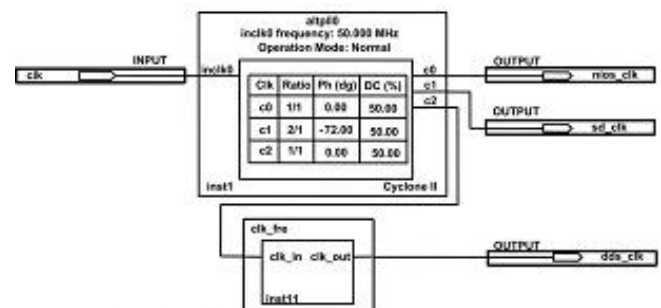 altpll0
inclk0 frequency: 50.000 MHz
Operation Mode: Normal
INPUT
clk
inclk0
Clk Ratio Ph (dg) DC (%)
c0 1/1 0.00 50.00
c1 2/1 -72.00 50.00
c2 1/1 0.00 50.00
c0
c1
c2
inst1
Cyclone II
OUTPUT
nios_clk
OUTPUT
sd_clk
clk_fre
clk_in clk_out
inst11
OUTPUT
dds_clk